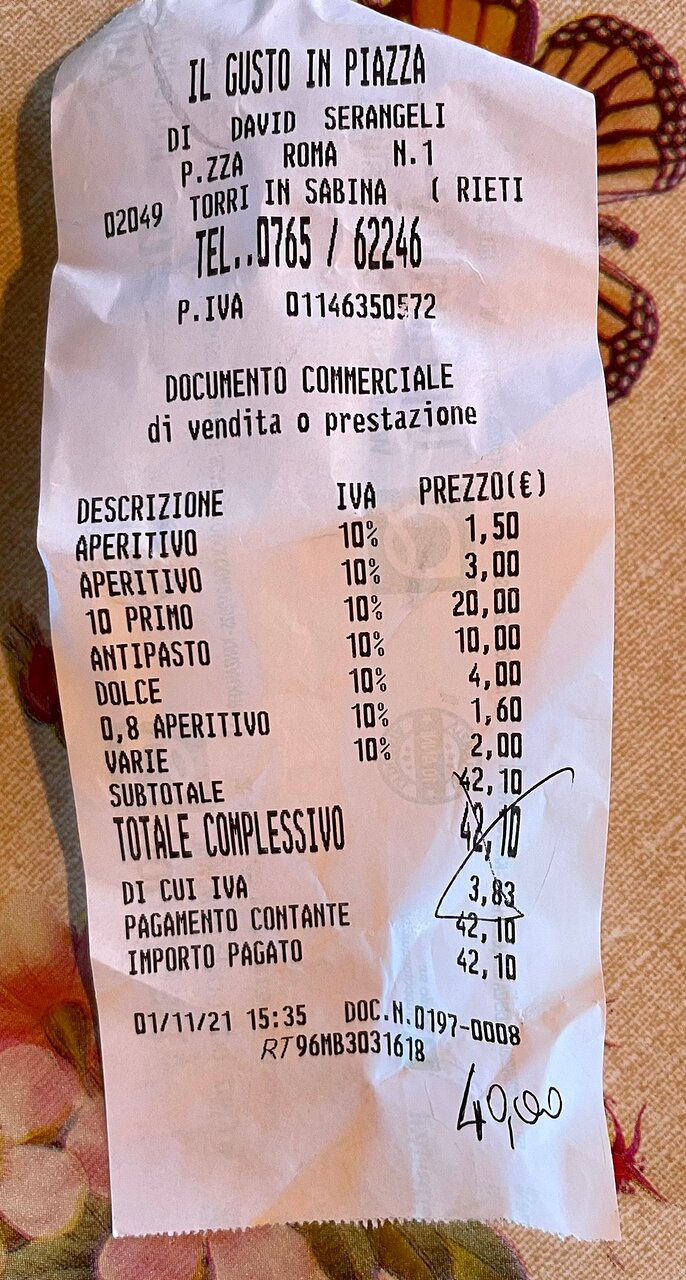 IL GUSTO IN PIAZZA
DI DAVID SERANGELI
P.ZZA ROMA N.1
02049 TORRI IN SABINA ( RIETI
TEL..0765 / 62246
P.IVA 01146350572
DOCUMENTO COMMERCIALE
di vendita o prestazione
DESCRIZIONE IVA PREZZO(€)
APERITIVO 10% 1,50
APERITIVO 10% 3,00
10 PRIMO 10% 20,00
ANTIPASTO 10% 10,00
DOLCE 10% 4,00
0,8 APERITIVO 10% 1,60
VARIE 10% 2,00
SUBTOTALE 42,10
TOTALE COMPLESSIVO 42,10
DI CUI IVA 3,83
PAGAMENTO CONTANTE 42,10
IMPORTO PAGATO 42,10
01/11/21 15:35 DOC.N.0197-0008
RT96MB3031618
40,00